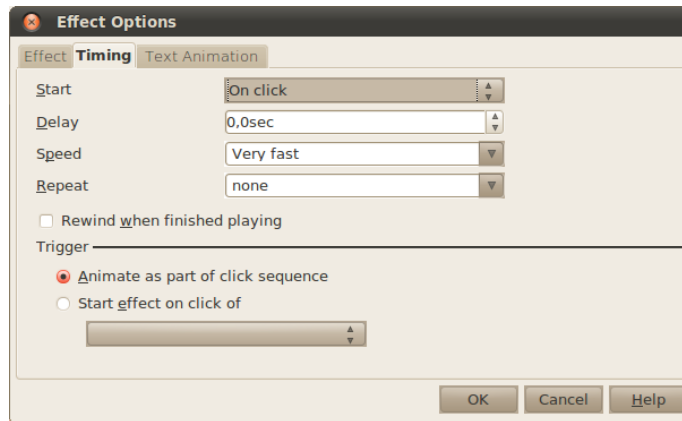 Effect Options
Effect Timing Text Animation
Start On click
Delay 0,0sec
Speed Very fast
Repeat none
Rewind when finished playing
Trigger
Animate as part of click sequence
Start effect on click of
OK Cancel Help